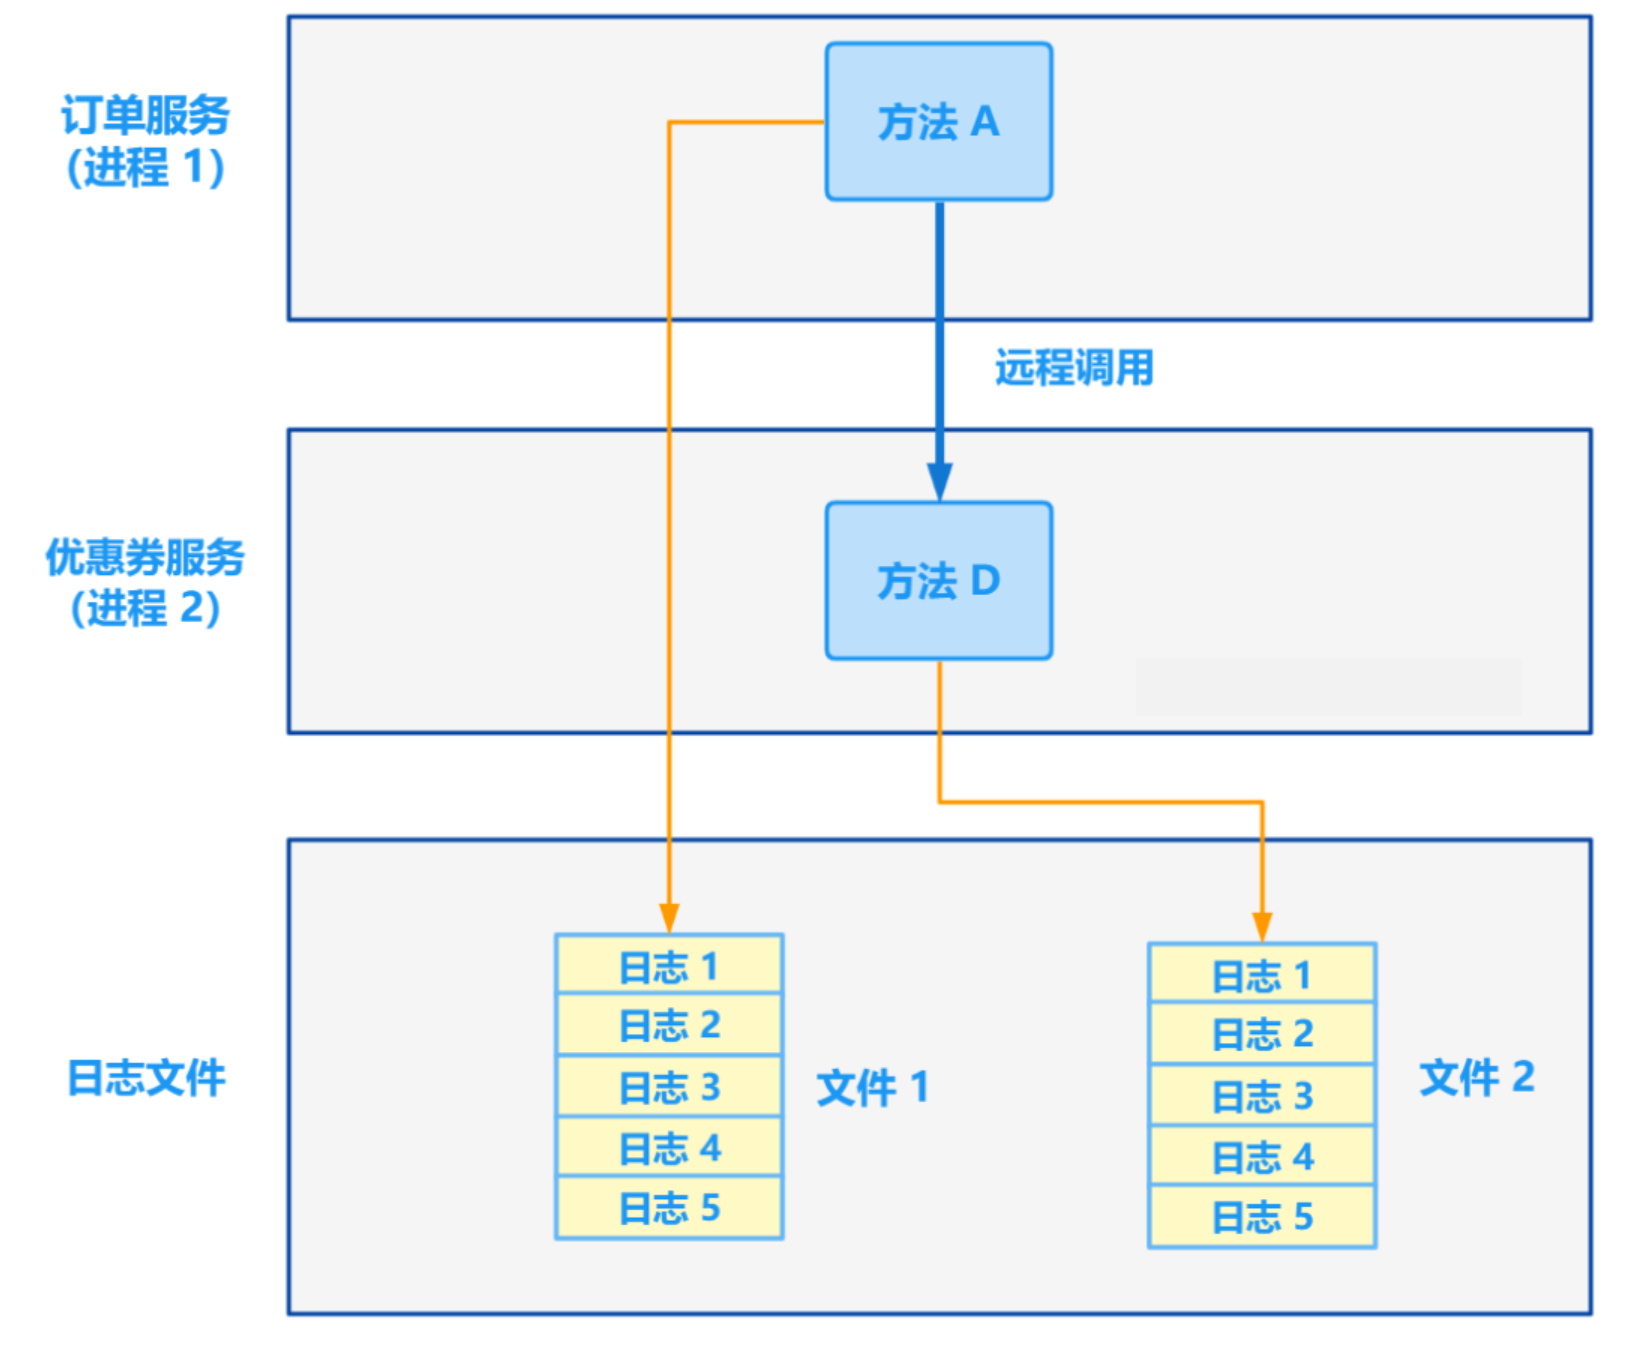 订单服务
（进程 1）
方法 A
远程调用
优惠券服务
（进程 2）
方法 D
日志文件
日志 1
日志 2
日志 3
日志 4
日志 5
文件 1
日志 1
日志 2
日志 3
日志 4
日志 5
文件 2